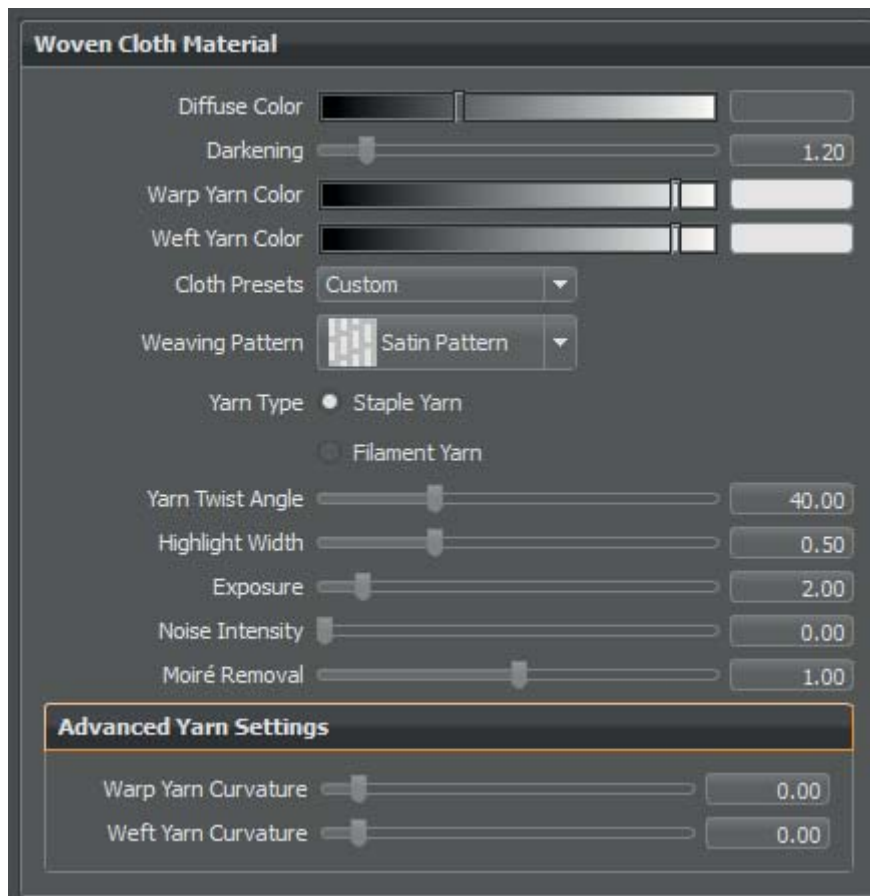 Woven Cloth Material
Diffuse Color
Darkening 1.20
Warp Yarn Color
Weft Yarn Color
Cloth Presets Custom
Weaving Pattern Satin Pattern
Yarn Type Staple Yarn
Filament Yarn
Yarn Twist Angle 40.00
Highlight Width 0.50
Exposure 2.00
Noise Intensity 0.00
Moiré Removal 1.00
Advanced Yarn Settings
Warp Yarn Curvature 0.00
Weft Yarn Curvature 0.00